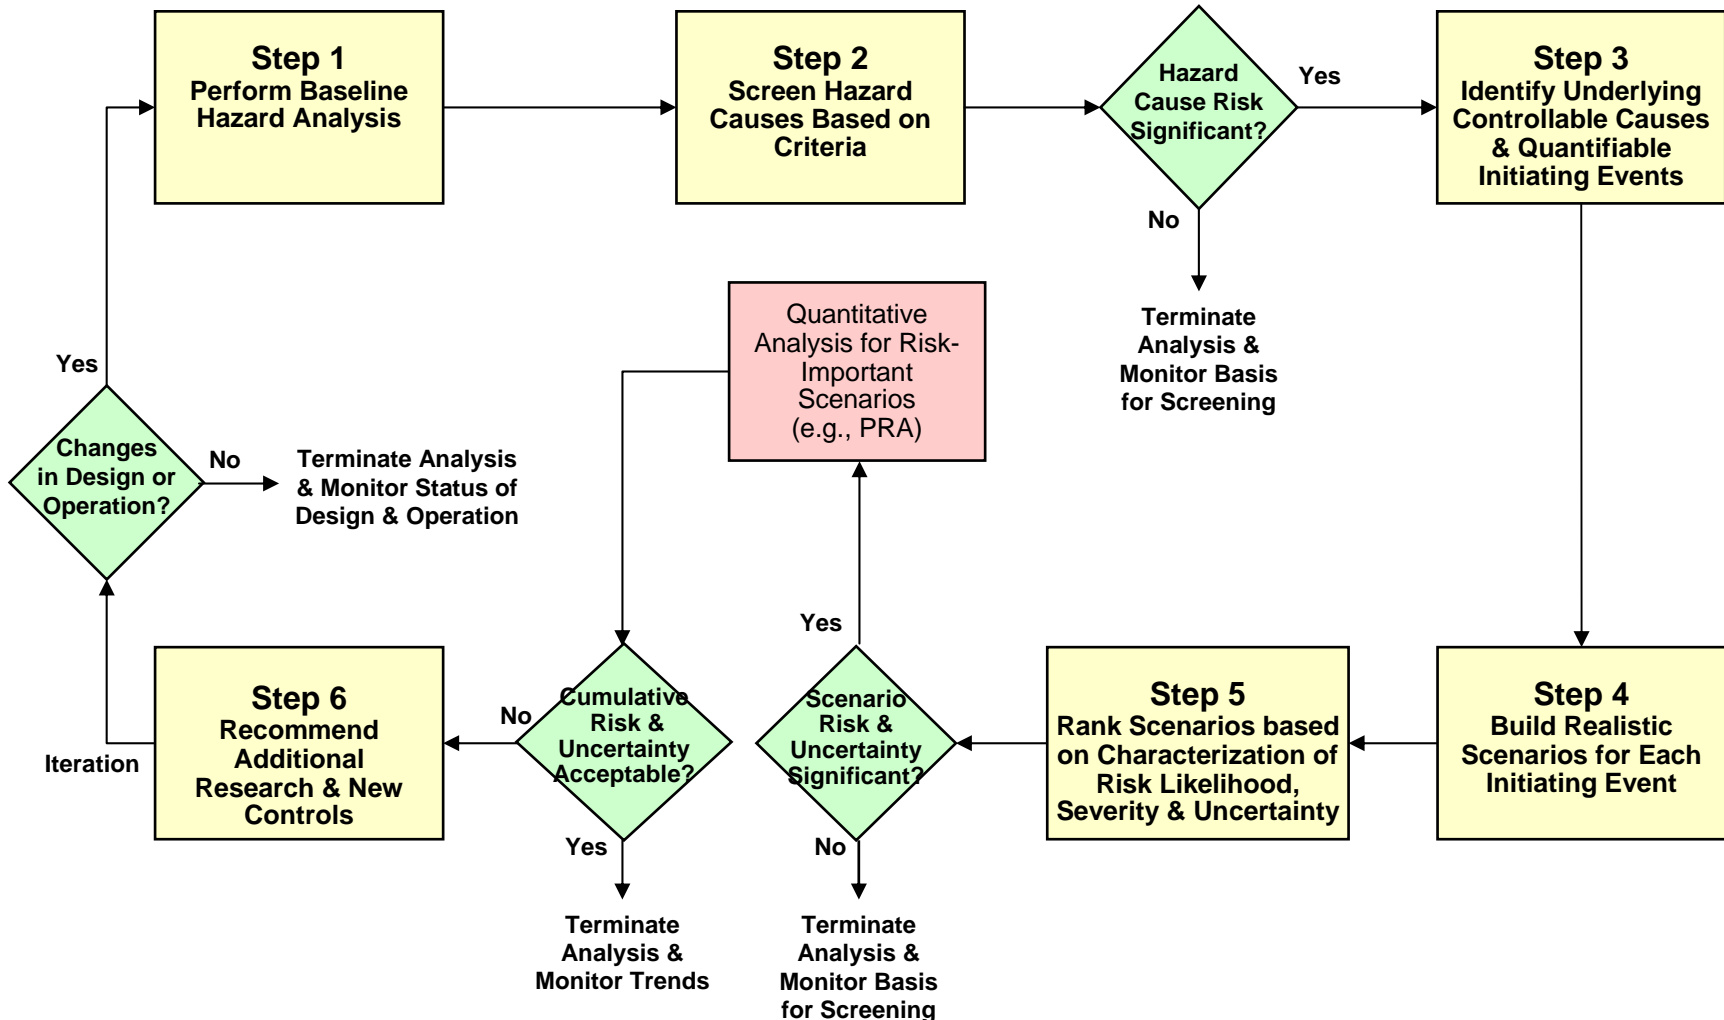 Step 1
Perform Baseline
Hazard Analysis
Step 2
Screen Hazard
Causes Based on
Criteria
Hazard
Cause Risk
Significant?
Yes
No
Step 3
Identify Underlying
Controllable Causes
& Quantifiable
Initiating Events
Terminate
Analysis &
Monitor Basis
for Screening
Quantitative
Analysis for Risk-
Important
Scenarios
(e.g., PRA)
Yes
Changes
in Design or
Operation?
No
Terminate Analysis
& Monitor Status of
Design & Operation
Step 4
Build Realistic
Scenarios for Each
Initiating Event
Step 5
Rank Scenarios based
on Characterization of
Risk Likelihood,
Severity & Uncertainty
Yes
Scenario
Risk &
Uncertainty
Significant?
No
Terminate
Analysis &
Monitor Basis
for Screening
Cumulative
Risk &
Uncertainty
Acceptable?
No
Yes
Terminate
Analysis &
Monitor Trends
Step 6
Recommend
Additional
Research & New
Controls
Iteration